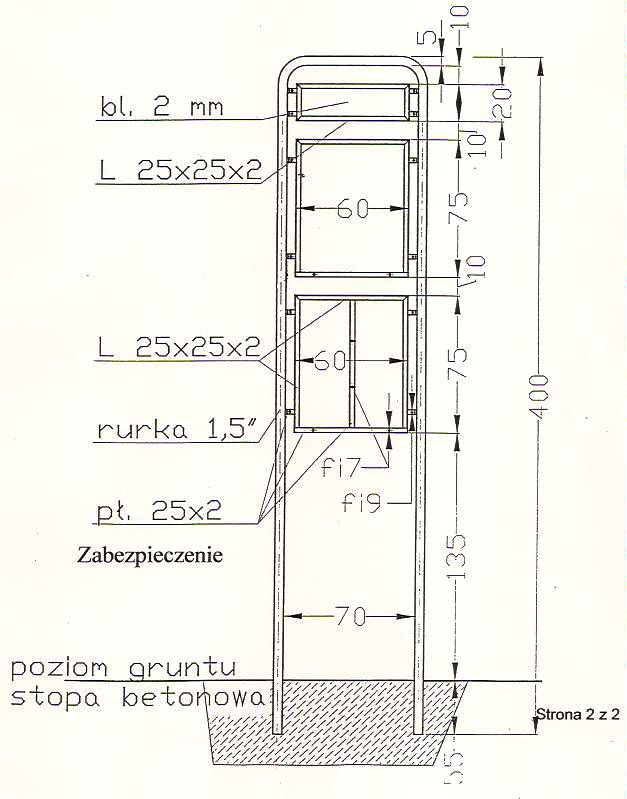 10
5
20
bl. 2 mm
10
L 25x25x2
60
75
10
L 25x25x2
60
75
400
rurka 1,5"
fi7
fi9
pł. 25x2
Zabezpieczenie
135
70
poziom gruntu
stopa betonowa
Strona 2 z 2
55